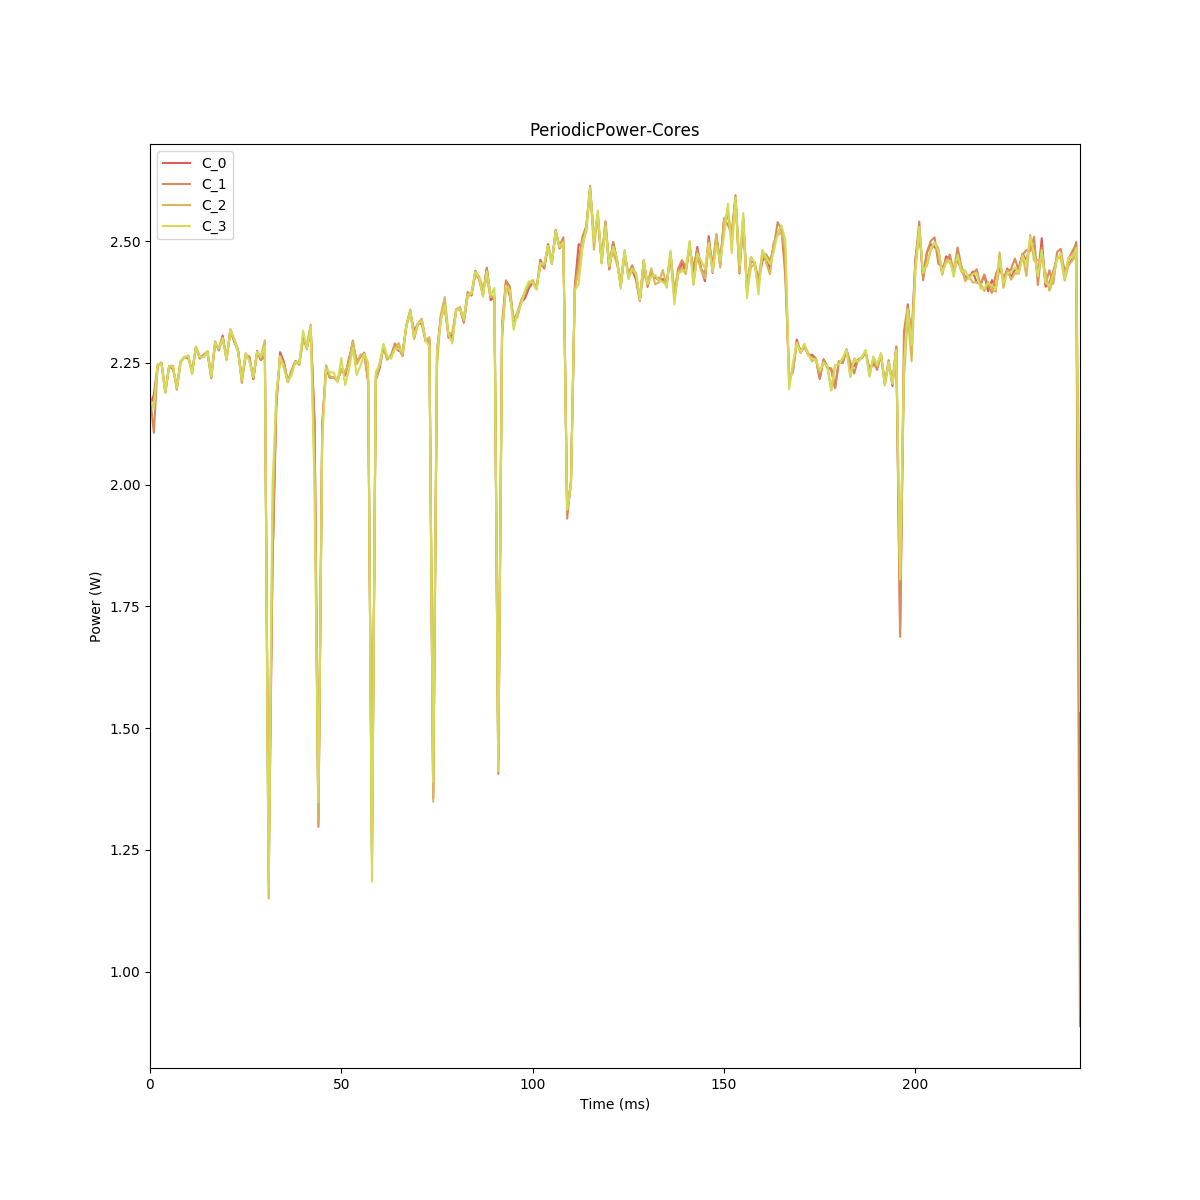 PeriodicPower-Cores
C_0
C_1
C_2
C_3
2.50
2.25
2.00
1.75
1.50
1.25
1.00
Power (W)
0 50 100 150 200
Time (ms)